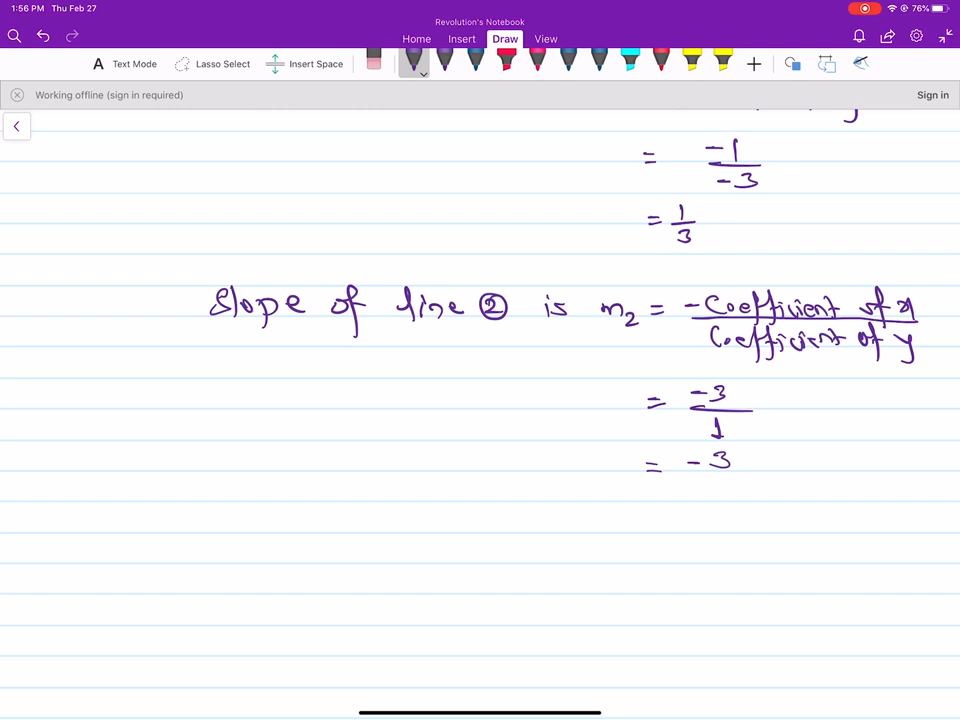 1:56 PM Thu Feb 27
76%
Revolution's Notebook
Home Insert Draw View
A Text Mode Lasso Select Insert Space
Working offline (sign in required) Sign in
= -1/-3
= 1/3
Slope of line ② is m₂ = -Coefficient of x/Coefficient of y
= -3/1
= -3